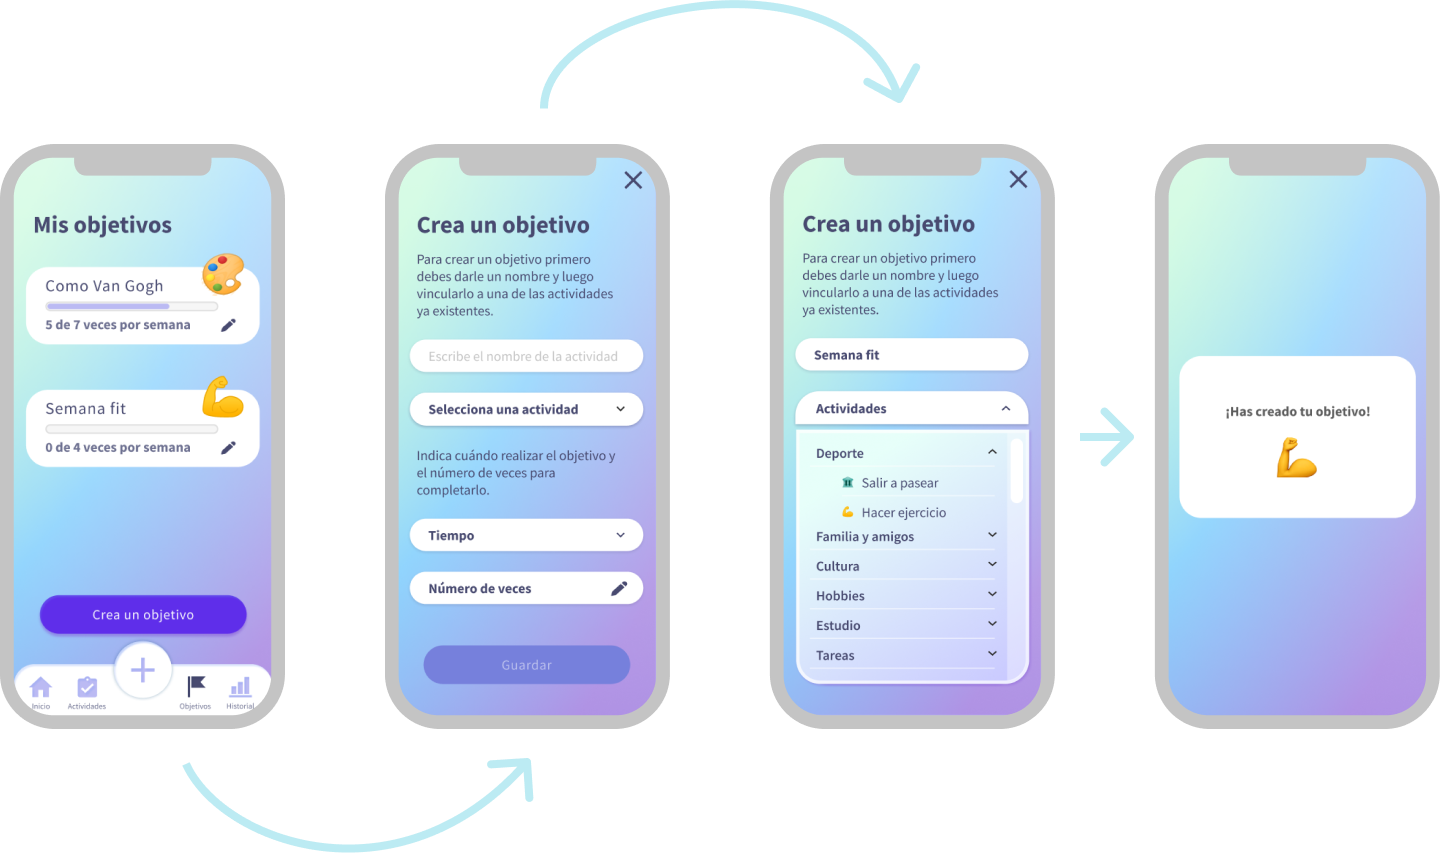 Mis objetivos
Como Van Gogh
5 de 7 veces por semana
Semana fit
0 de 4 veces por semana
Crea un objetivo
Inicio
Actividades
Objetivos
Historial
Crea un objetivo
Para crear un objetivo primero
debes darle un nombre y luego
vincularlo a una de las actividades
ya existentes.
Escribe el nombre de la actividad
Selecciona una actividad
Indica cuándo realizar el objetivo y
el número de veces para
completarlo.
Tiempo
Número de veces
Guardar
Crea un objetivo
Para crear un objetivo primero
debes darle un nombre y luego
vincularlo a una de las actividades
ya existentes.
Semana fit
Actividades
Deporte
Salir a pasear
Hacer ejercicio
Familia y amigos
Cultura
Hobbies
Estudio
Tareas
¡Has creado tu objetivo!